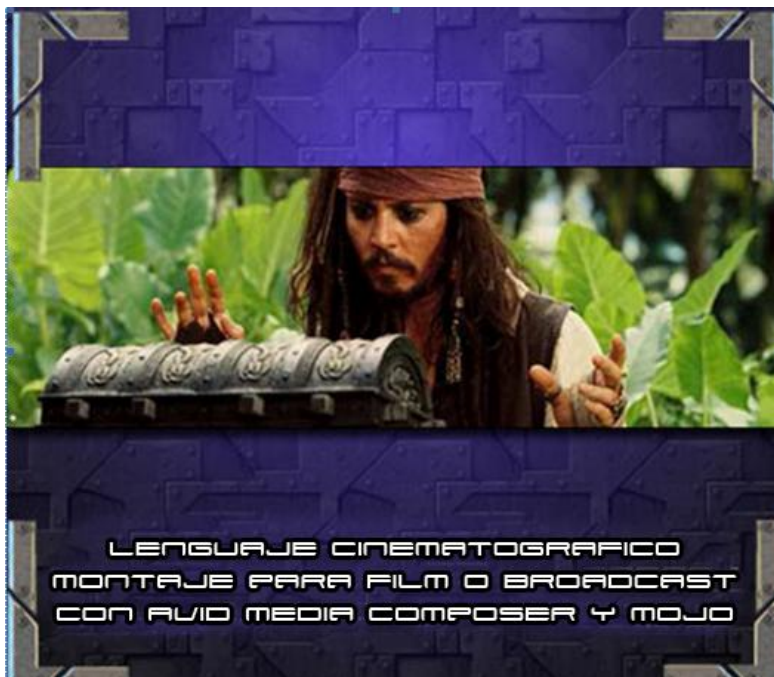 LENGUAJE CINEMATOGRAFICO
MONTAJE PARA FILM O BROADCAST
CON AVID MEDIA COMPOSER Y MOJO